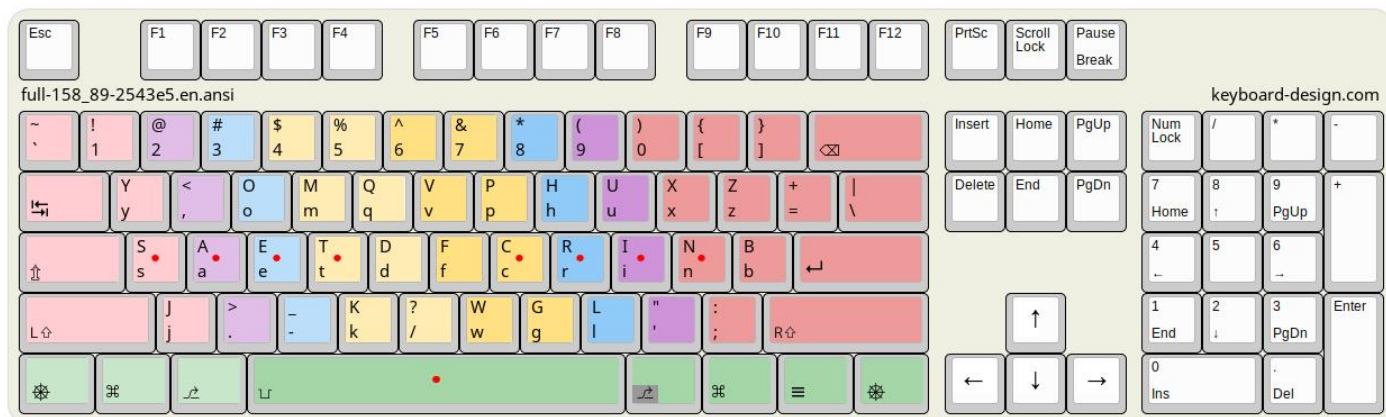 Esc F1 F2 F3 F4 F5 F6 F7 F8 F9 F10 F11 F12 PrtSc Scroll Lock Pause Break
full-158_89-2543e5.en.ansi keyboard-design.com
~ ! @ # $ % ^ & * ( ) { } Insert Home PgUp Num Lock / * -
` 1 2 3 4 5 6 7 8 9 0 [ ] ⌫
Y < O M Q V P H U X Z + | Delete End PgDn 7 8 9 +
↹ y , o m q v p h u x z = \ Home ↑ PgUp
S A E T D F C R I N B 4 5 6
⇧ s a e t d f c r i n b ↵ ← →
J > _ K ? W G L " : 1 2 3 Enter
L⇧ j . - k / w g l ' ; R⇧ ↑ End ↓ PgDn
0 .
⎈ ⌘ ⎇ ⊔ ⎇ ⌘ ≡ ⎈ ← ↓ → Ins Del